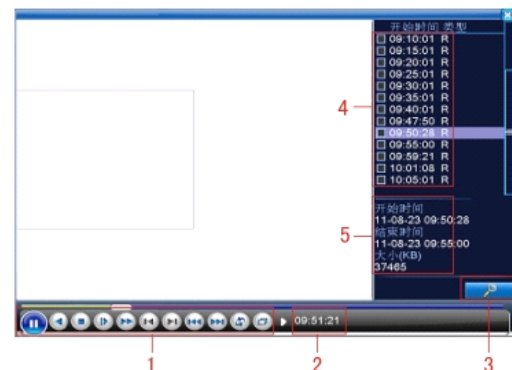 开始时间 类型
09:10:01 R
09:15:01 R
09:20:01 R
09:25:01 R
09:30:01 R
09:35:01 R
09:40:01 R
09:47:50 R
09:50:28 R
09:55:00 R
09:59:21 R
10:01:08 R
10:05:01 R
4
开始时间
11-08-23 09:50:28
结束时间
11-08-23 09:55:00
大小(KB)
37465
5
09:51:21
1
2
3